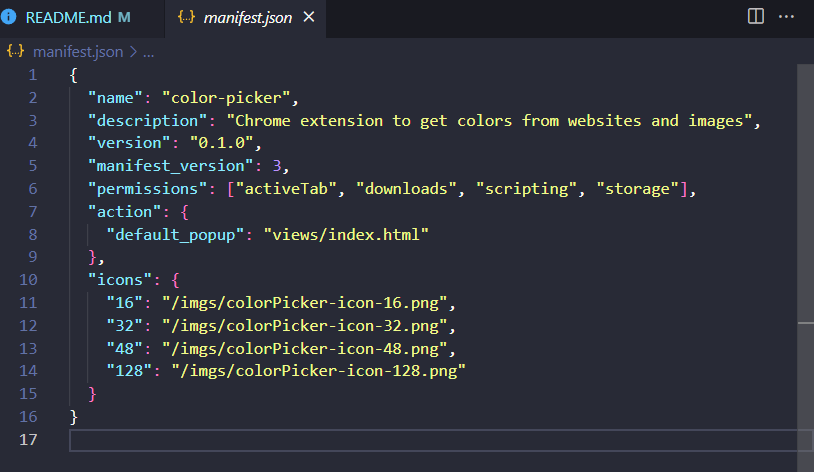 README.md M
{..} manifest.json ×
{..} manifest.json > ...
1 {
2 "name": "color-picker",
3 "description": "Chrome extension to get colors from websites and images",
4 "version": "0.1.0",
5 "manifest_version": 3,
6 "permissions": ["activeTab", "downloads", "scripting", "storage"],
7 "action": {
8 "default_popup": "views/index.html"
9 },
10 "icons": {
11 "16": "/imgs/colorPicker-icon-16.png",
12 "32": "/imgs/colorPicker-icon-32.png",
13 "48": "/imgs/colorPicker-icon-48.png",
14 "128": "/imgs/colorPicker-icon-128.png"
15 }
16 }
17